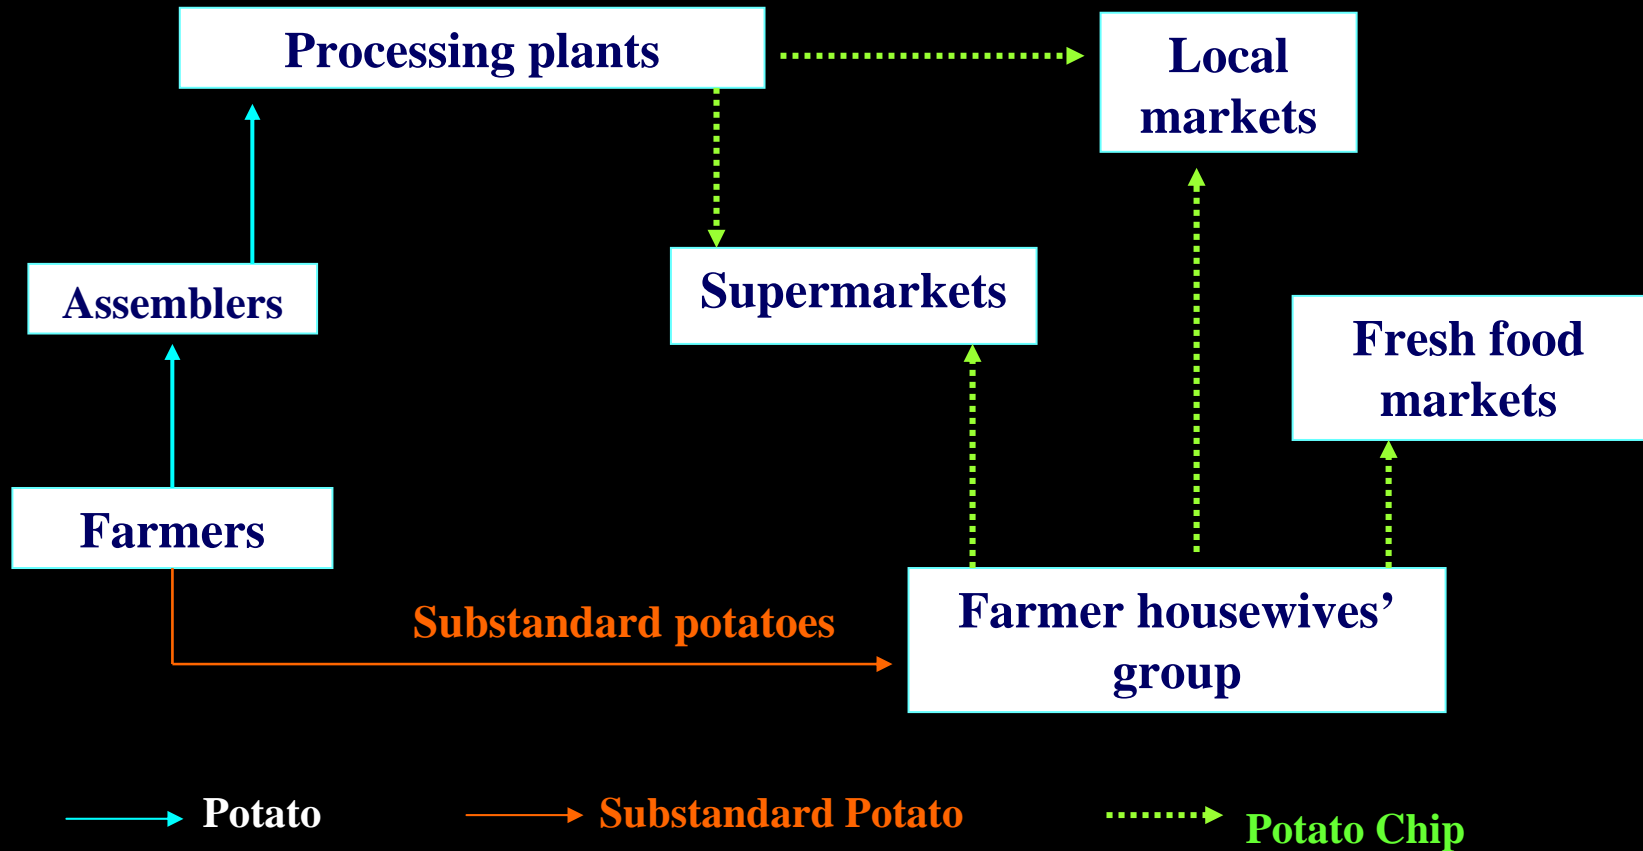 Processing plants
Local
markets
Assemblers
Supermarkets
Fresh food
markets
Farmers
Substandard potatoes
Farmer housewives’
group
Potato
Substandard Potato
Potato Chip